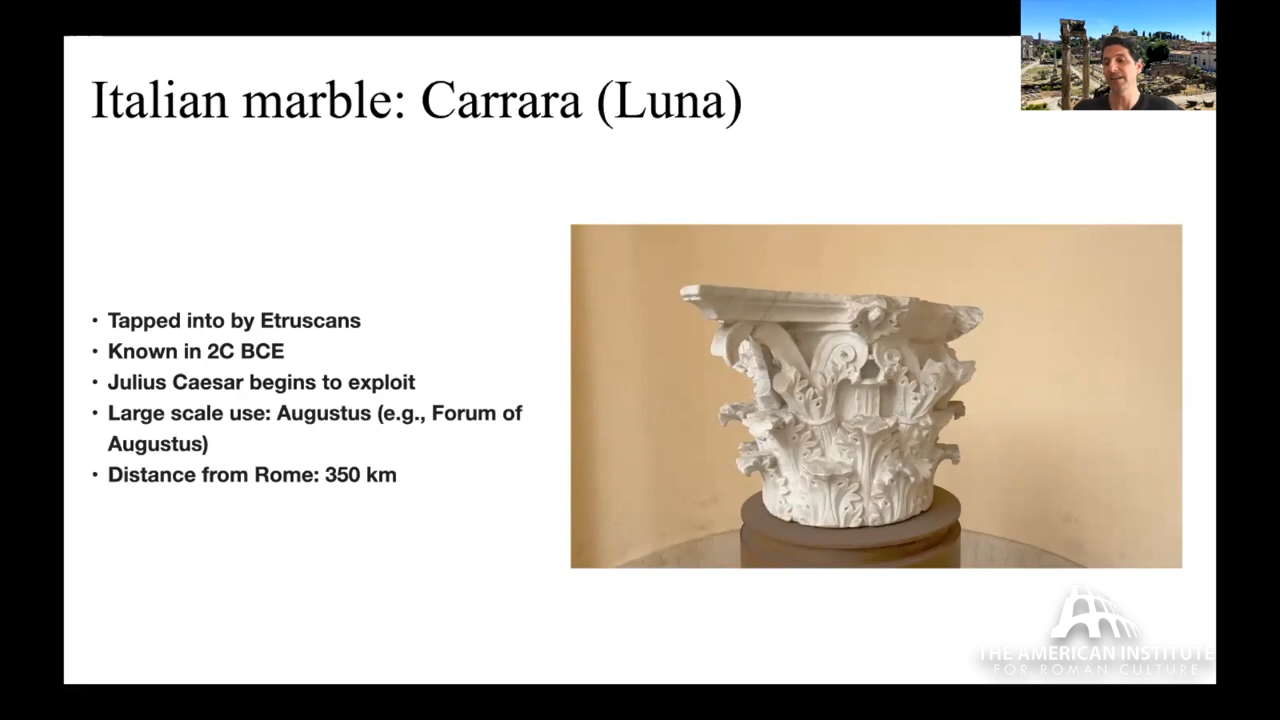 Italian marble: Carrara (Luna)
• Tapped into by Etruscans
• Known in 2C BCE
• Julius Caesar begins to exploit
• Large scale use: Augustus (e.g., Forum of
Augustus)
• Distance from Rome: 350 km
THE AMERICAN INSTITUTE
FOR ROMAN CULTURE